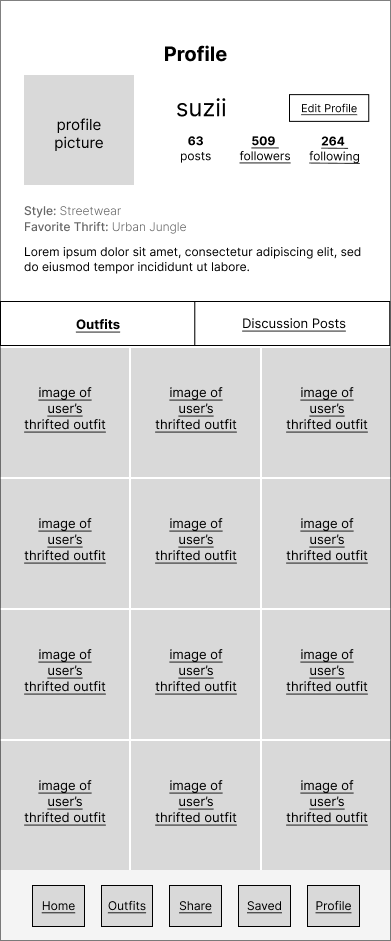 Profile
profile
picture
suzii
Edit Profile
63
posts
509
followers
264
following
Style: Streetwear
Favorite Thrift: Urban Jungle
Lorem ipsum dolor sit amet, consectetur adipiscing elit, sed
do eiusmod tempor incididunt ut labore.
Outfits
Discussion Posts
image of
user’s
thrifted outfit
image of
user’s
thrifted outfit
image of
user’s
thrifted outfit
image of
user’s
thrifted outfit
image of
user’s
thrifted outfit
image of
user’s
thrifted outfit
image of
user’s
thrifted outfit
image of
user’s
thrifted outfit
image of
user’s
thrifted outfit
image of
user’s
thrifted outfit
image of
user’s
thrifted outfit
image of
user’s
thrifted outfit
Home
Outfits
Share
Saved
Profile